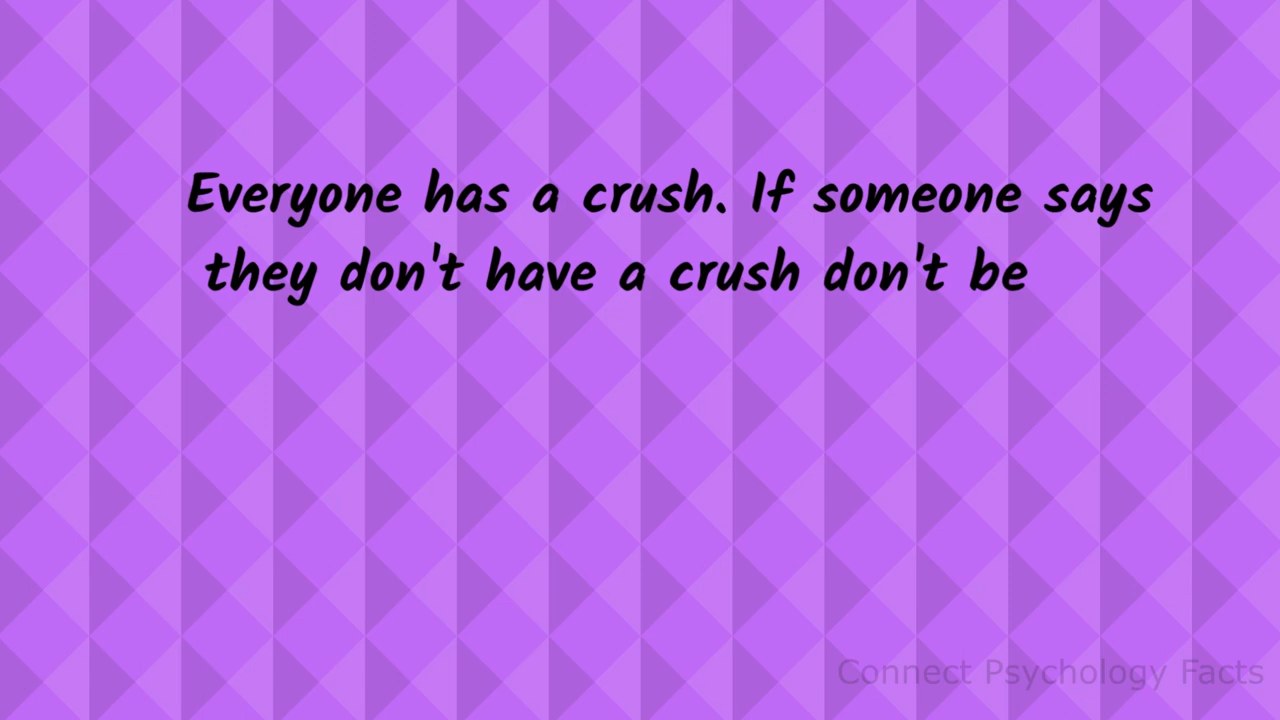 Everyone has a crush. If someone says
they don't have a crush don't be
Connect Psychology Facts